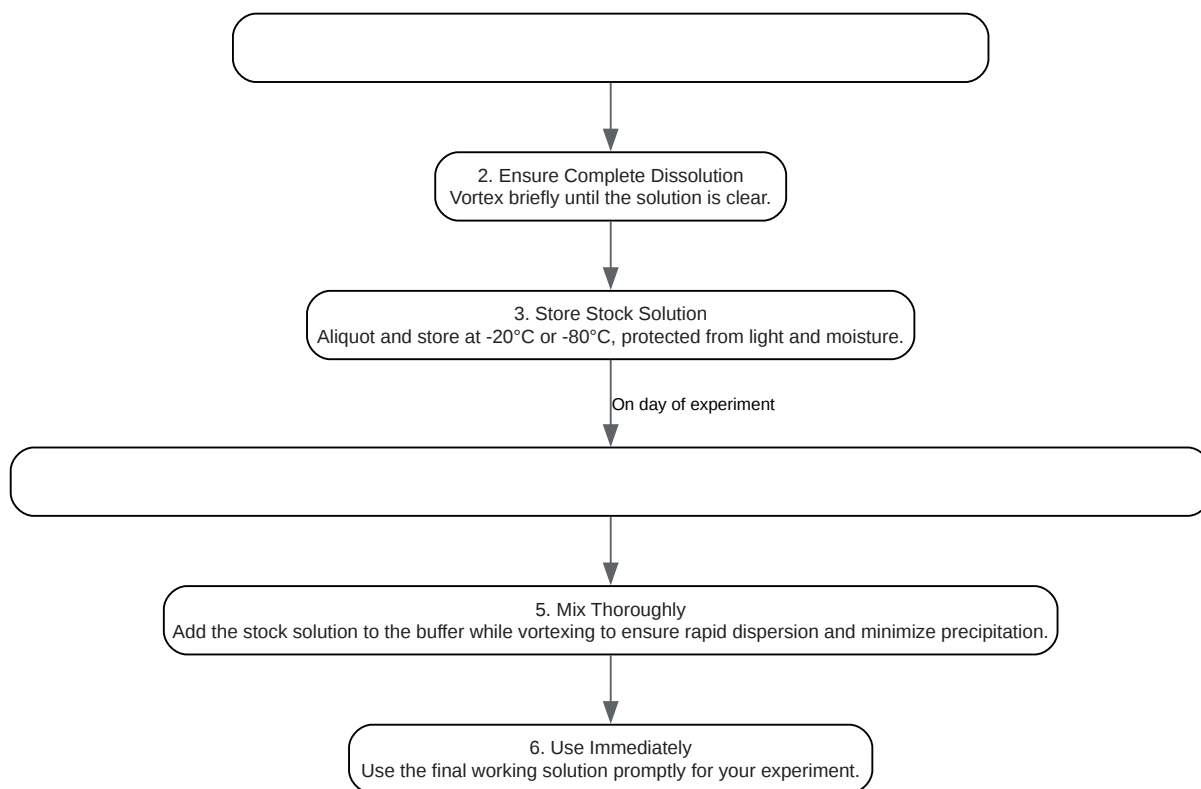 2. Ensure Complete Dissolution
Vortex briefly until the solution is clear.
3. Store Stock Solution
Aliquot and store at -20°C or -80°C, protected from light and moisture.
On day of experiment
5. Mix Thoroughly
Add the stock solution to the buffer while vortexing to ensure rapid dispersion and minimize precipitation.
6. Use Immediately
Use the final working solution promptly for your experiment.